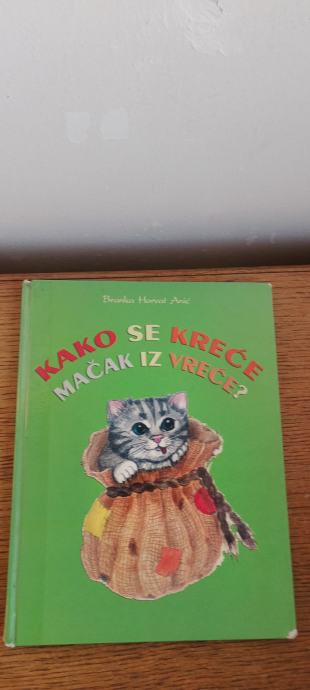 Branka Horvat Anić
KAKO SE KREĆE
MAČAK IZ VREĆE?